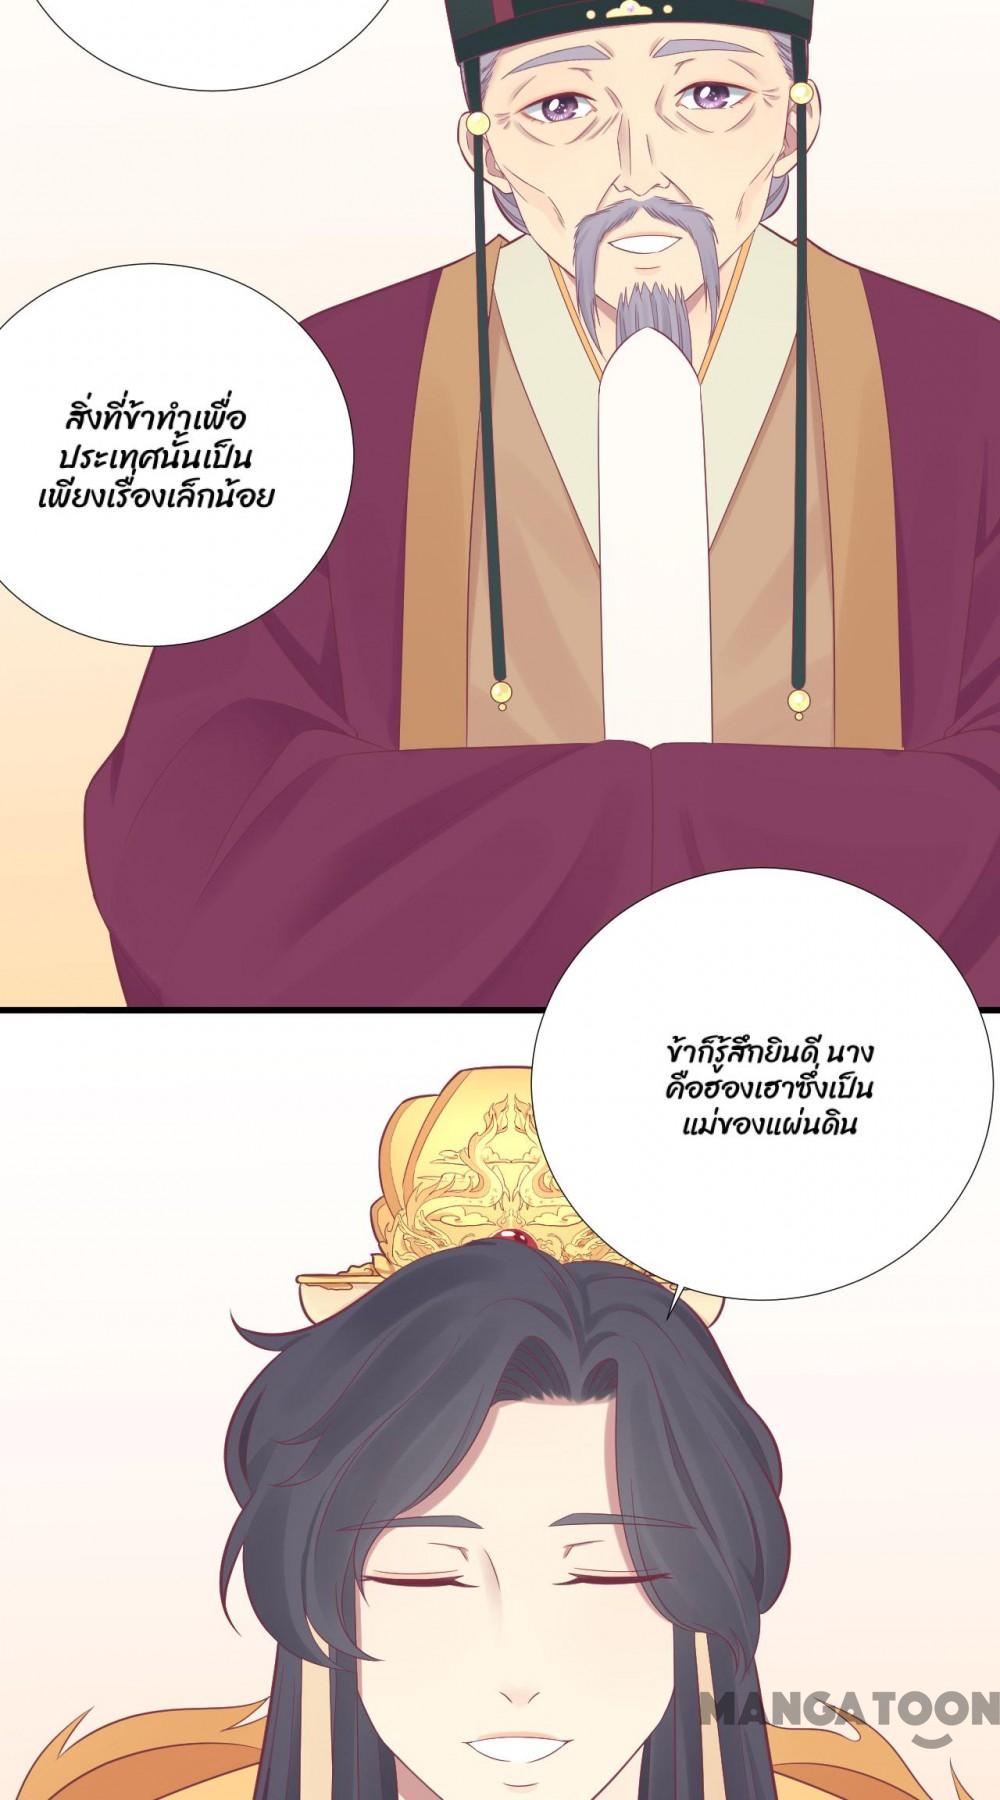 สิ่งที่ข้าทำเพื่อ
ประเทศนั้นเป็น
เพียงเรื่องเล็กน้อย
ข้าก็รู้สึกยินดี นาง
คือฮองเฮาซึ่งเป็น
แม่ของแผ่นดิน
MANGATOON